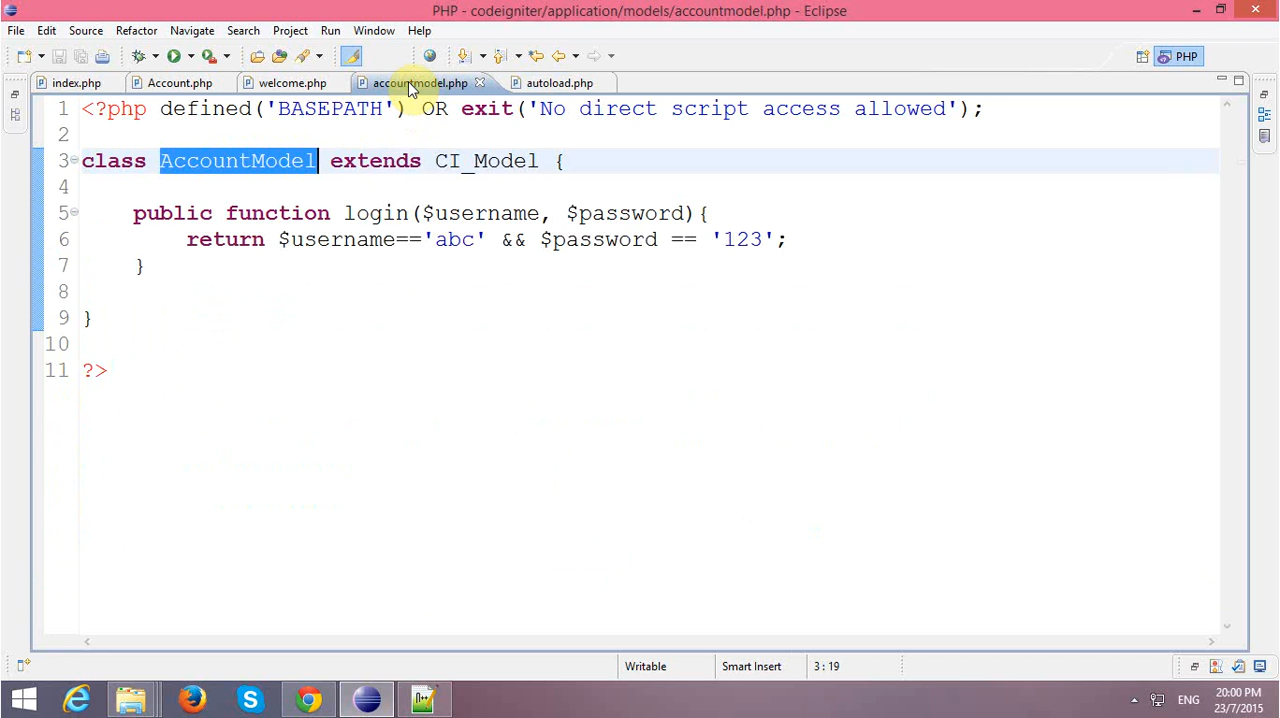 PHP - codeigniter/application/models/accountmodel.php - Eclipse
File Edit Source Refactor Navigate Search Project Run Window Help
PHP
index.php Account.php welcome.php accountmodel.php autoload.php
1 <?php defined('BASEPATH') OR exit('No direct script access allowed');
2
3 class AccountModel extends CI_Model {
4
5 public function login($username, $password){
6 return $username=='abc' && $password == '123';
7 }
8
9 }
10
11 ?>
Writable Smart Insert 3 : 19
ENG 20:00 PM
23/7/2015